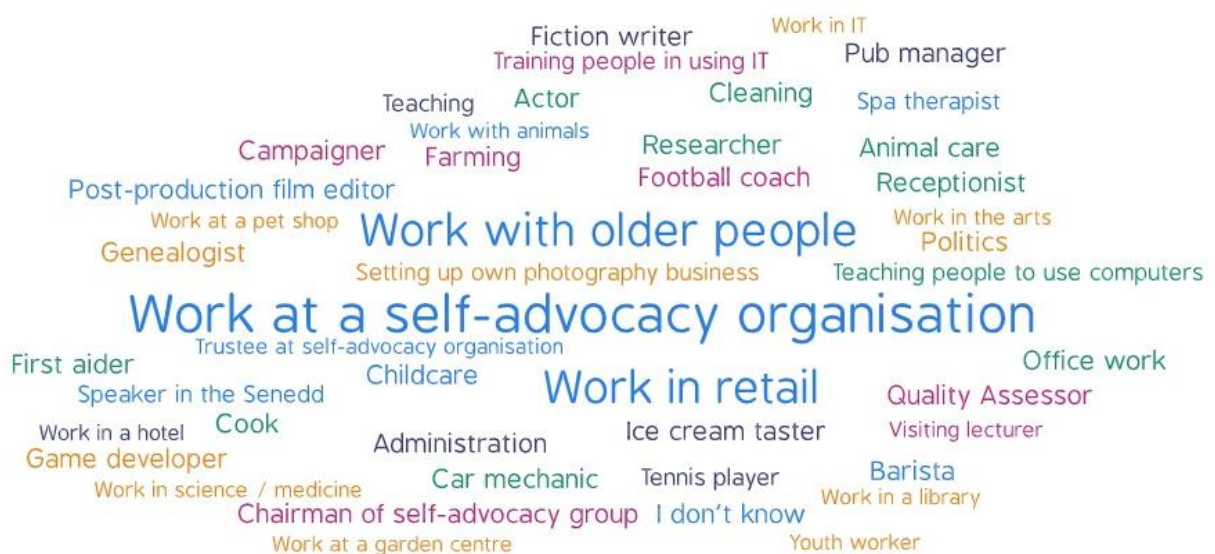 Work in IT
Fiction writer
Pub manager
Training people in using IT
Cleaning
Spa therapist
Teaching
Actor
Work with animals
Researcher
Animal care
Campaigner
Farming
Football coach
Receptionist
Post-production film editor
Work at a pet shop
Work with older people
Work in the arts
Genealogist
Politics
Setting up own photography business
Teaching people to use computers
Work at a self-advocacy organisation
Trustee at self-advocacy organisation
First aider
Childcare
Office work
Speaker in the Senedd
Work in retail
Quality Assessor
Work in a hotel
Cook
Administration
Ice cream taster
Visiting lecturer
Game developer
Car mechanic
Tennis player
Barista
Work in science / medicine
Work in a library
Chairman of self-advocacy group
I don't know
Work at a garden centre
Youth worker